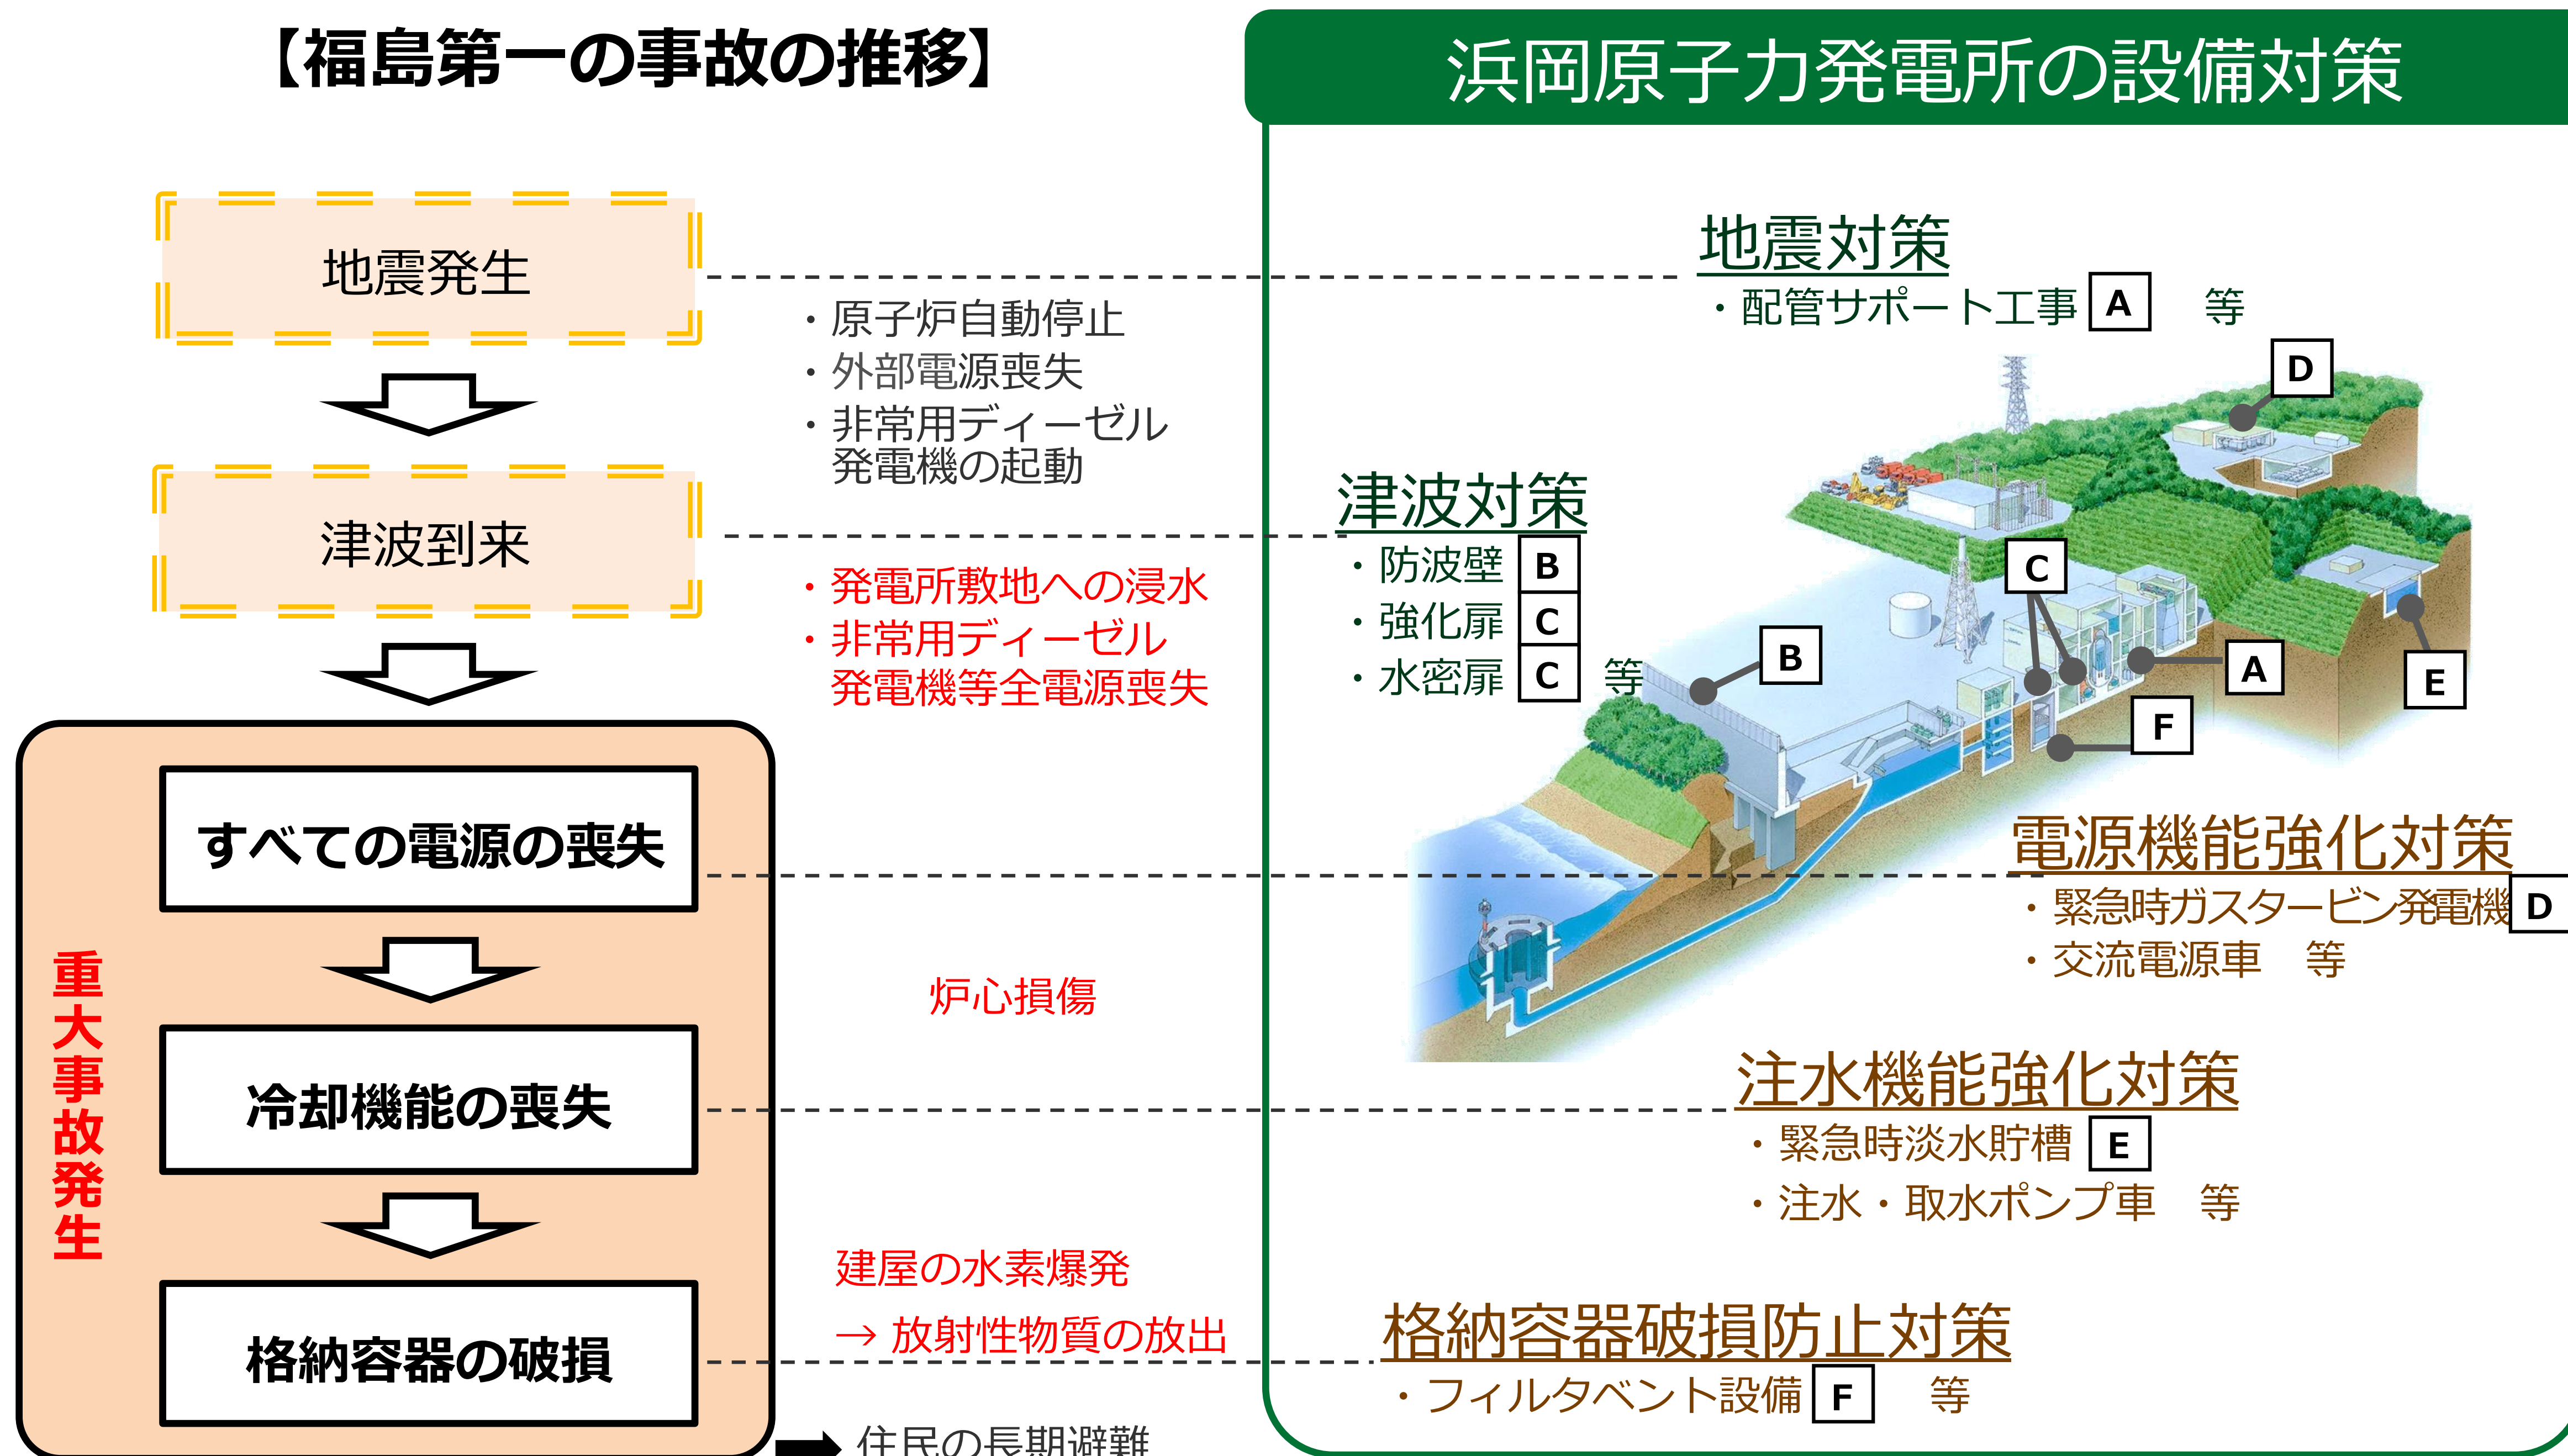 【福島第一の事故の推移】
地震発生
・原子炉自動停止
・外部電源喪失
・非常用ディーゼル
発電機の起動
津波到来
・発電所敷地への浸水
・非常用ディーゼル
発電機等全電源喪失
重大事故発生
すべての電源の喪失
炉心損傷
冷却機能の喪失
建屋の水素爆発
→ 放射性物質の放出
格納容器の破損
住民の長期避難
浜岡原子力発電所の設備対策
地震対策
・配管サポート工事 A 等
津波対策
・防波壁 B
・強化扉 C
・水密扉 C 等
D
C
B
A
E
F
電源機能強化対策
・緊急時ガスタービン発電機 D
・交流電源車 等
注水機能強化対策
・緊急時淡水貯槽 E
・注水・取水ポンプ車 等
格納容器破損防止対策
・フィルタベント設備 F 等